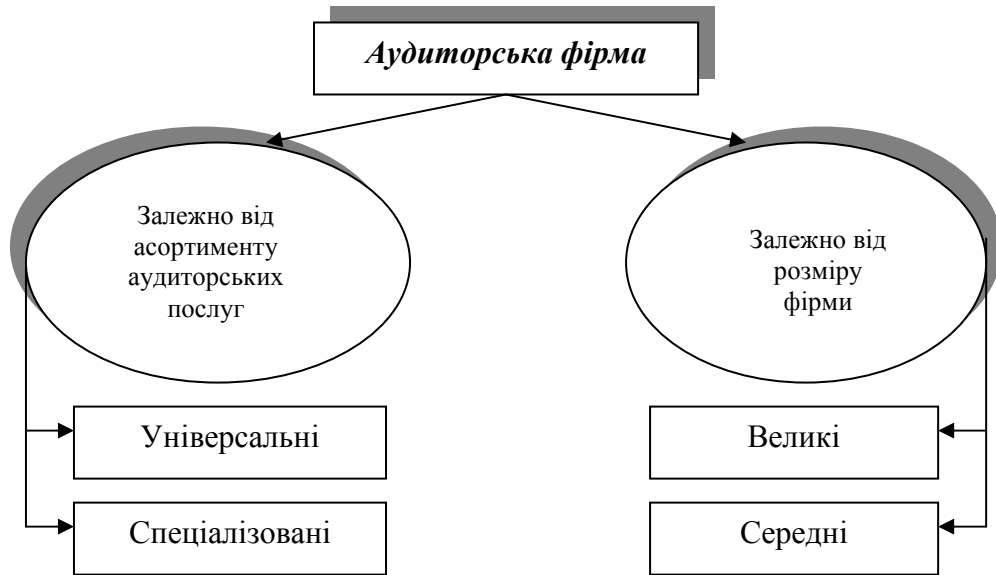 Аудиторська фірма
Залежно від
асортименту
аудиторських
послуг
Залежно від
розміру
фірми
Універсальні
Великі
Спеціалізовані
Середні